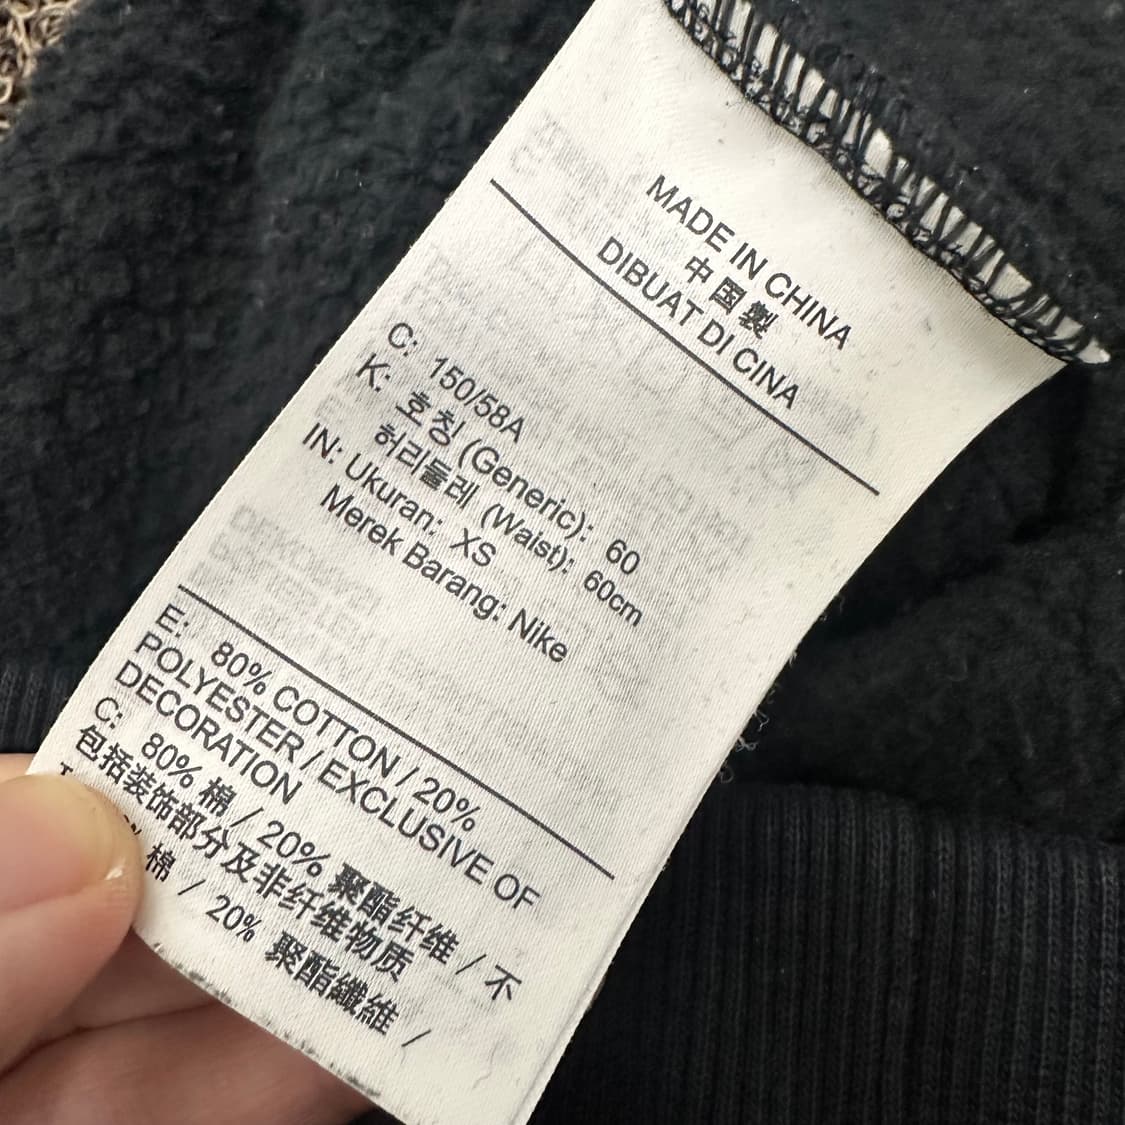 MADE IN CHINA
中国製
DIBUAT DI CINA
C: 150/58A
K: 호칭 (Generic): 60
허리둘레 (Waist): 60cm
IN: Ukuran: XS
Merek Barang: Nike
E: 80% COTTON / 20%
POLYESTER / EXCLUSIVE OF
DECORATION
C: 80% 棉 / 20% 聚酯纤维 / 不
包括装饰部分及非纤维物质
棉 / 20% 聚酯纖維 /